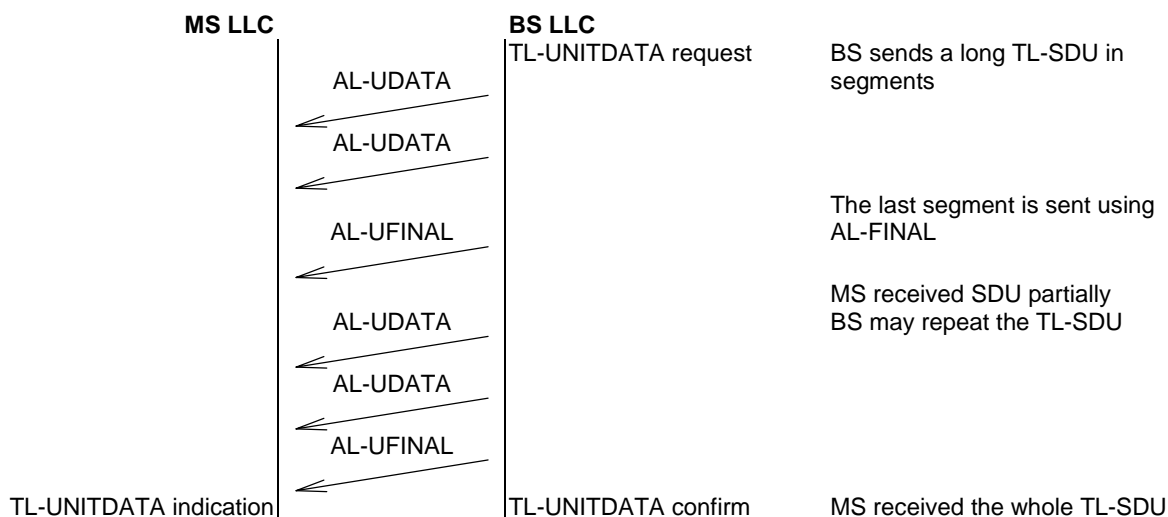 MS LLC
BS LLC
TL-UNITDATA request
BS sends a long TL-SDU in
segments
AL-UDATA
AL-UDATA
The last segment is sent using
AL-FINAL
AL-UFINAL
MS received SDU partially
BS may repeat the TL-SDU
AL-UDATA
AL-UDATA
AL-UFINAL
TL-UNITDATA indication
TL-UNITDATA confirm
MS received the whole TL-SDU